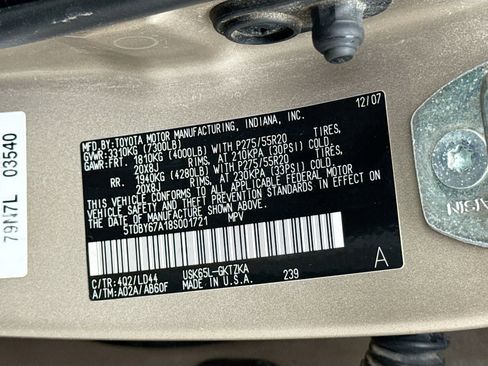 12/07
MFD.BY:TOYOTA MOTOR MANUFACTURING, INDIANA, INC.
GVWR:3310KG (7300LB)
GAWR:FRT. 1810KG (4000LB) WITH P275/55R20 TIRES,
20X8J RIMS, AT 210KPA (30PSI) COLD.
RR. 1940KG (4280LB) WITH P275/55R20 TIRES,
20X8J RIMS, AT 230KPA (33PSI) COLD.
THIS VEHICLE CONFORMS TO ALL APPLICABLE FEDERAL MOTOR
VEHICLE SAFETY AND THEFT PREVENTION STANDARDS IN EFFECT ON
THE DATE OF MANUFACTURE SHOWN ABOVE.
5TDBY67A18S001721 MPV
C/TR:4Q2/LD44 USK65L-GKTZKA
A/TM:A02A/AB60F MADE IN U.S.A. 239
A
79N7L 03540
AISIN